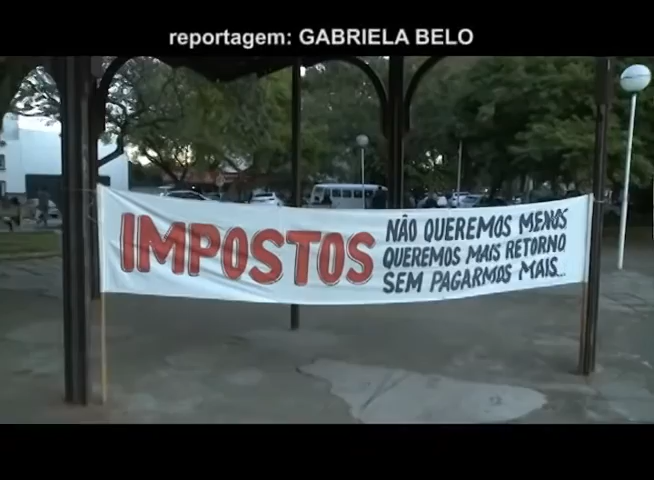 reportagem: GABRIELA BELO
IMPOSTOS
NÃO QUEREMOS MENOS
QUEREMOS MAIS RETORNO
SEM PAGARMOS MAIS...